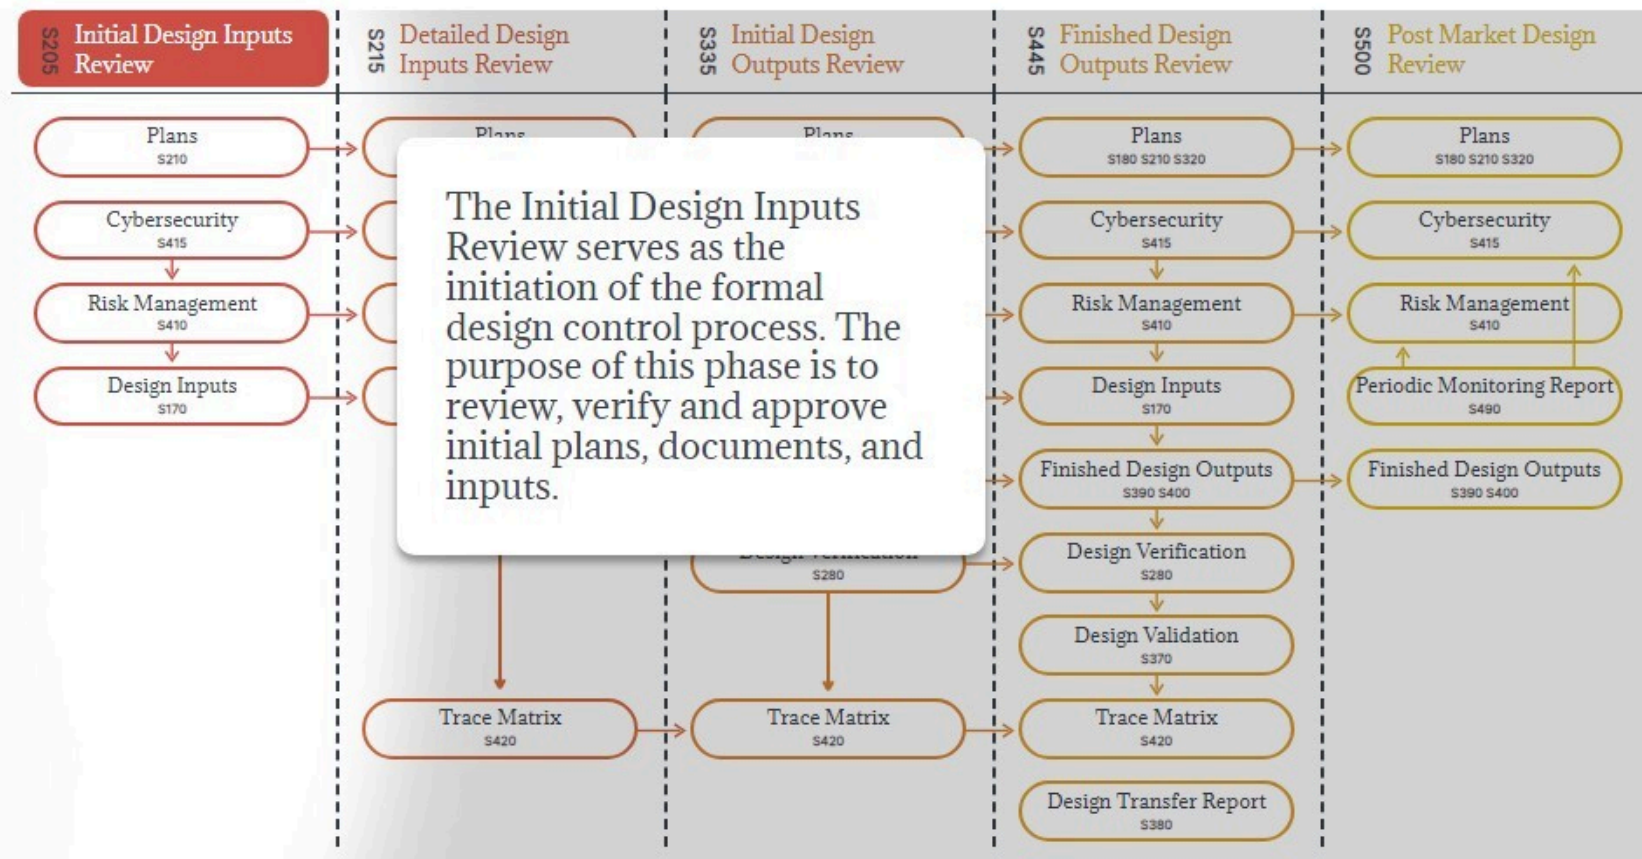 S205
Initial Design Inputs
Review
S215
Detailed Design
Inputs Review
S335
Initial Design
Outputs Review
S445
Finished Design
Outputs Review
S500
Post Market Design
Review
Plans
S210
Plans
Plans
Plans
S180 S210 S320
Plans
S180 S210 S320
Cybersecurity
S415
Cybersecurity
S415
Cybersecurity
S415
Risk Management
S410
Risk Management
S410
Risk Management
S410
Design Inputs
S170
Design Inputs
S170
Periodic Monitoring Report
S490
The Initial Design Inputs
Review serves as the
initiation of the formal
design control process. The
purpose of this phase is to
review, verify and approve
initial plans, documents, and
inputs.
Finished Design Outputs
S390 S400
Finished Design Outputs
S390 S400
Design Verification
S280
Design Verification
S280
Design Validation
S370
Trace Matrix
S420
Trace Matrix
S420
Trace Matrix
S420
Design Transfer Report
S380